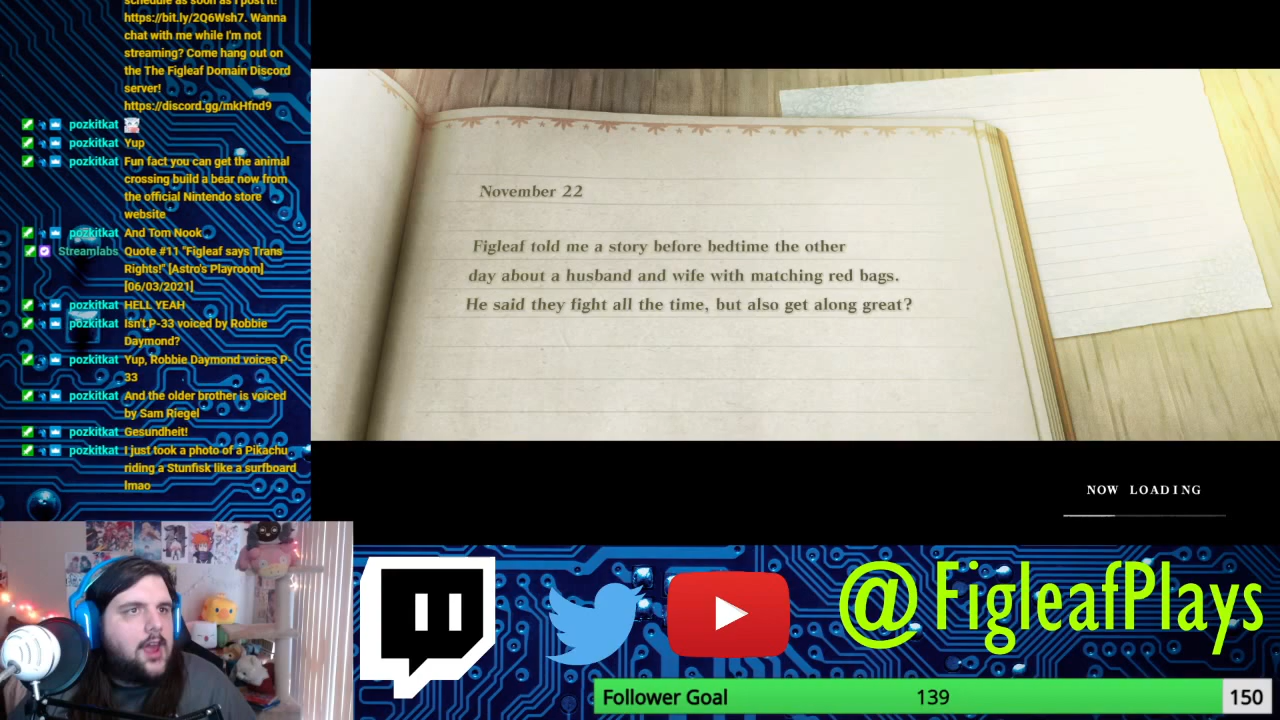 schedule as soon as I post it!
https://bit.ly/2Q6Wsh7. Wanna
chat with me while I'm not
streaming? Come hang out on
the The Figleaf Domain Discord
server!
https://discord.gg/mkHfnd9
pozkitkat
pozkitkat Yup
pozkitkat Fun fact you can get the animal
crossing build a bear now from
the official Nintendo store
website
pozkitkat And Tom Nook
Streamlabs Quote #11 "Figleaf says Trans
Rights!" [Astro's Playroom]
[06/03/2021]
pozkitkat HELL YEAH
pozkitkat Isn't P-33 voiced by Robbie
Daymond?
pozkitkat Yup, Robbie Daymond voices P-
33
pozkitkat And the older brother is voiced
by Sam Riegel
pozkitkat Gesundheit!
pozkitkat I just took a photo of a Pikachu
riding a Stunfisk like a surfboard
lmao
November 22
Figleaf told me a story before bedtime the other
day about a husband and wife with matching red bags.
He said they fight all the time, but also get along great?
NOW LOADING
@FigleafPlays
Follower Goal 139 150